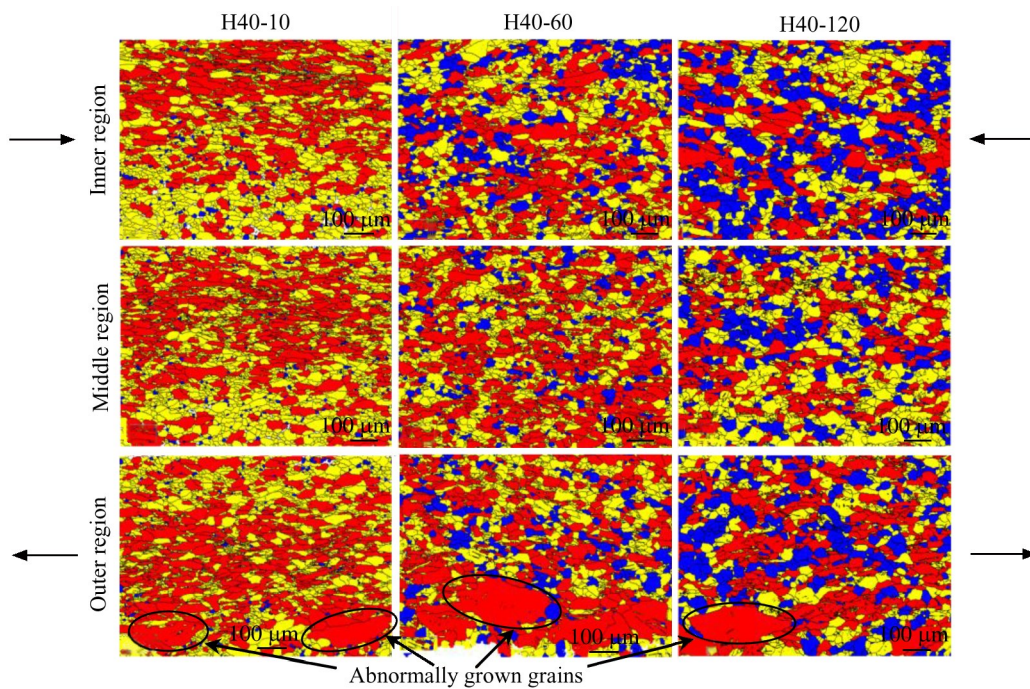 H40-10 H40-60 H40-120
Inner region
100 μm 100 μm 100 μm
Middle region
100 μm 100 μm 100 μm
Outer region
100 μm 100 μm 100 μm
Abnormally grown grains